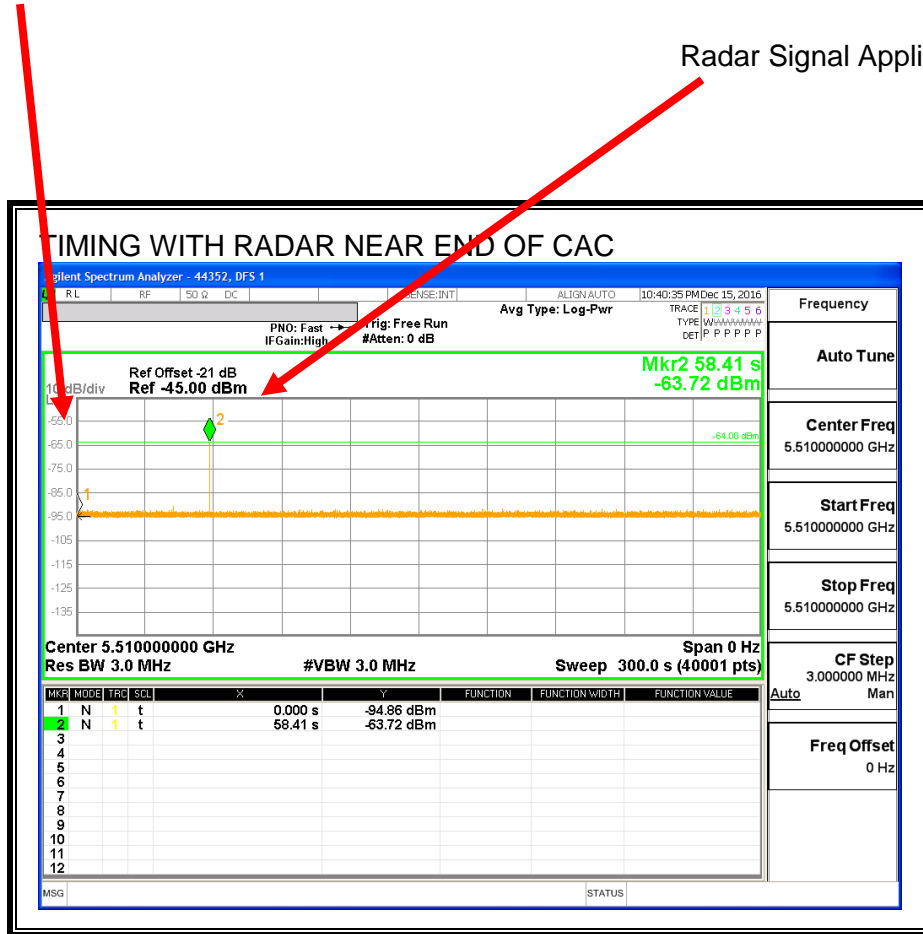 Radar Signal Appli
TIMING WITH RADAR NEAR END OF CAC
Agilent Spectrum Analyzer - 44352, DFS 1
RL RF 50 Ω DC SENSE:INT ALIGN AUTO 10:40:35 PM Dec 15, 2016
Avg Type: Log-Pwr
TRACE 1 2 3 4 5 6
TYPE WWWWWW
DET P P P P P P
PNO: Fast Trig: Free Run
IFGain:High #Atten: 0 dB
Frequency
Mkr2 58.41 s
-63.72 dBm
Ref Offset -21 dB
10 dB/div Ref -45.00 dBm
-55.0
-65.0
-75.0
-85.0
-95.0
-105
-115
-125
-135
2
-64.00 dBm
1
Center 5.510000000 GHz Span 0 Hz
Res BW 3.0 MHz #VBW 3.0 MHz Sweep 300.0 s (40001 pts)
MKR MODE TRC SCL X Y FUNCTION FUNCTION WIDTH FUNCTION VALUE
1 N 1 t 0.000 s -94.86 dBm
2 N 1 t 58.41 s -63.72 dBm
3
4
5
6
7
8
9
10
11
12
MSG STATUS
Auto Tune
Center Freq
5.510000000 GHz
Start Freq
5.510000000 GHz
Stop Freq
5.510000000 GHz
CF Step
3.000000 MHz
Auto Man
Freq Offset
0 Hz